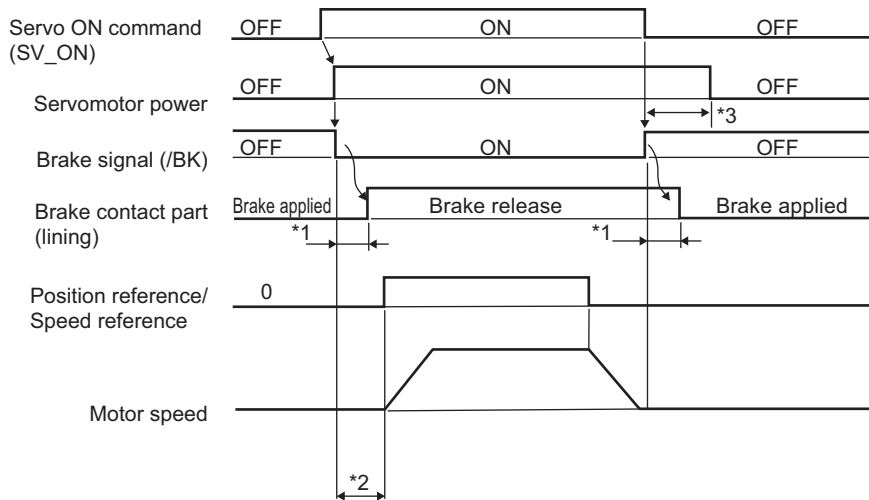 Servo ON command
(SV_ON)
OFF
ON
OFF
Servomotor power
OFF
ON
OFF
*3
Brake signal (/BK)
OFF
ON
OFF
Brake contact part
(lining)
Brake applied
Brake release
Brake applied
*1
*1
Position reference/
Speed reference
0
Motor speed
*2